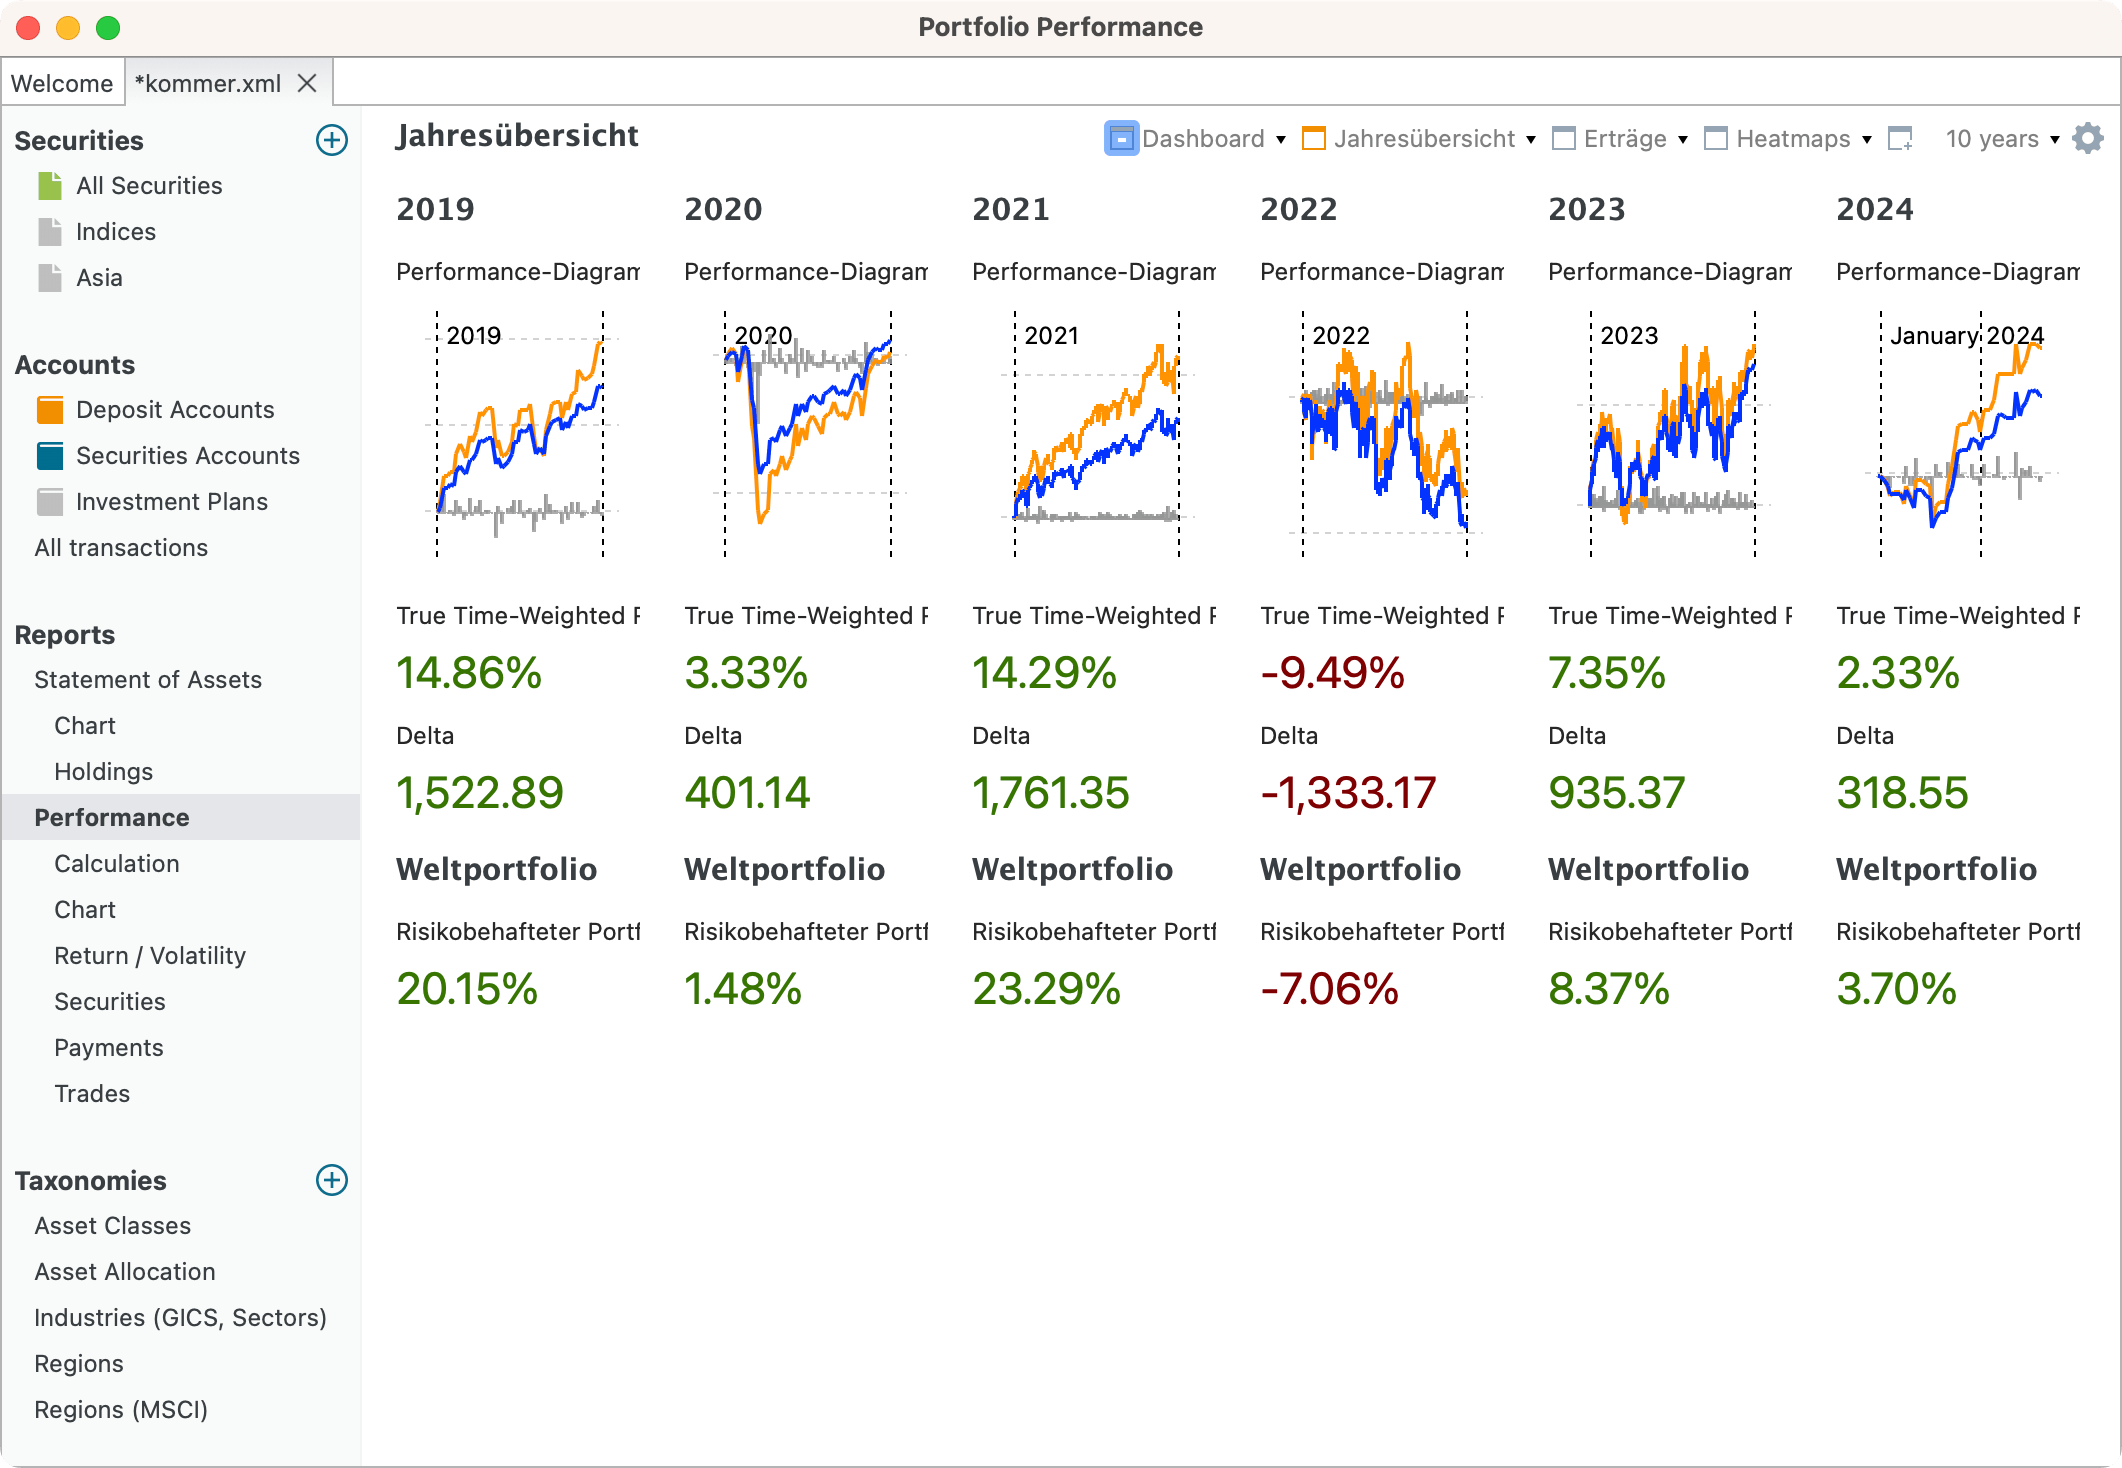 Portfolio Performance
Welcome
*kommer.xml
Securities
All Securities
Indices
Asia
Accounts
Deposit Accounts
Securities Accounts
Investment Plans
All transactions
Reports
Statement of Assets
Chart
Holdings
Performance
Calculation
Chart
Return / Volatility
Securities
Payments
Trades
Taxonomies
Asset Classes
Asset Allocation
Industries (GICS, Sectors)
Regions
Regions (MSCI)
Jahresübersicht
Dashboard
Jahresübersicht
Erträge
Heatmaps
10 years
2019
Performance-Diagram
2019
True Time-Weighted
14.86%
Delta
1,522.89
Weltportfolio
Risikobehafteter Portf
20.15%
2020
Performance-Diagram
2020
True Time-Weighted
3.33%
Delta
401.14
Weltportfolio
Risikobehafteter Portf
1.48%
2021
Performance-Diagram
2021
True Time-Weighted
14.29%
Delta
1,761.35
Weltportfolio
Risikobehafteter Portf
23.29%
2022
Performance-Diagram
2022
True Time-Weighted
-9.49%
Delta
-1,333.17
Weltportfolio
Risikobehafteter Portf
-7.06%
2023
Performance-Diagram
2023
True Time-Weighted
7.35%
Delta
935.37
Weltportfolio
Risikobehafteter Portf
8.37%
2024
Performance-Diagram
January 2024
True Time-Weighted
2.33%
Delta
318.55
Weltportfolio
Risikobehafteter Portf
3.70%